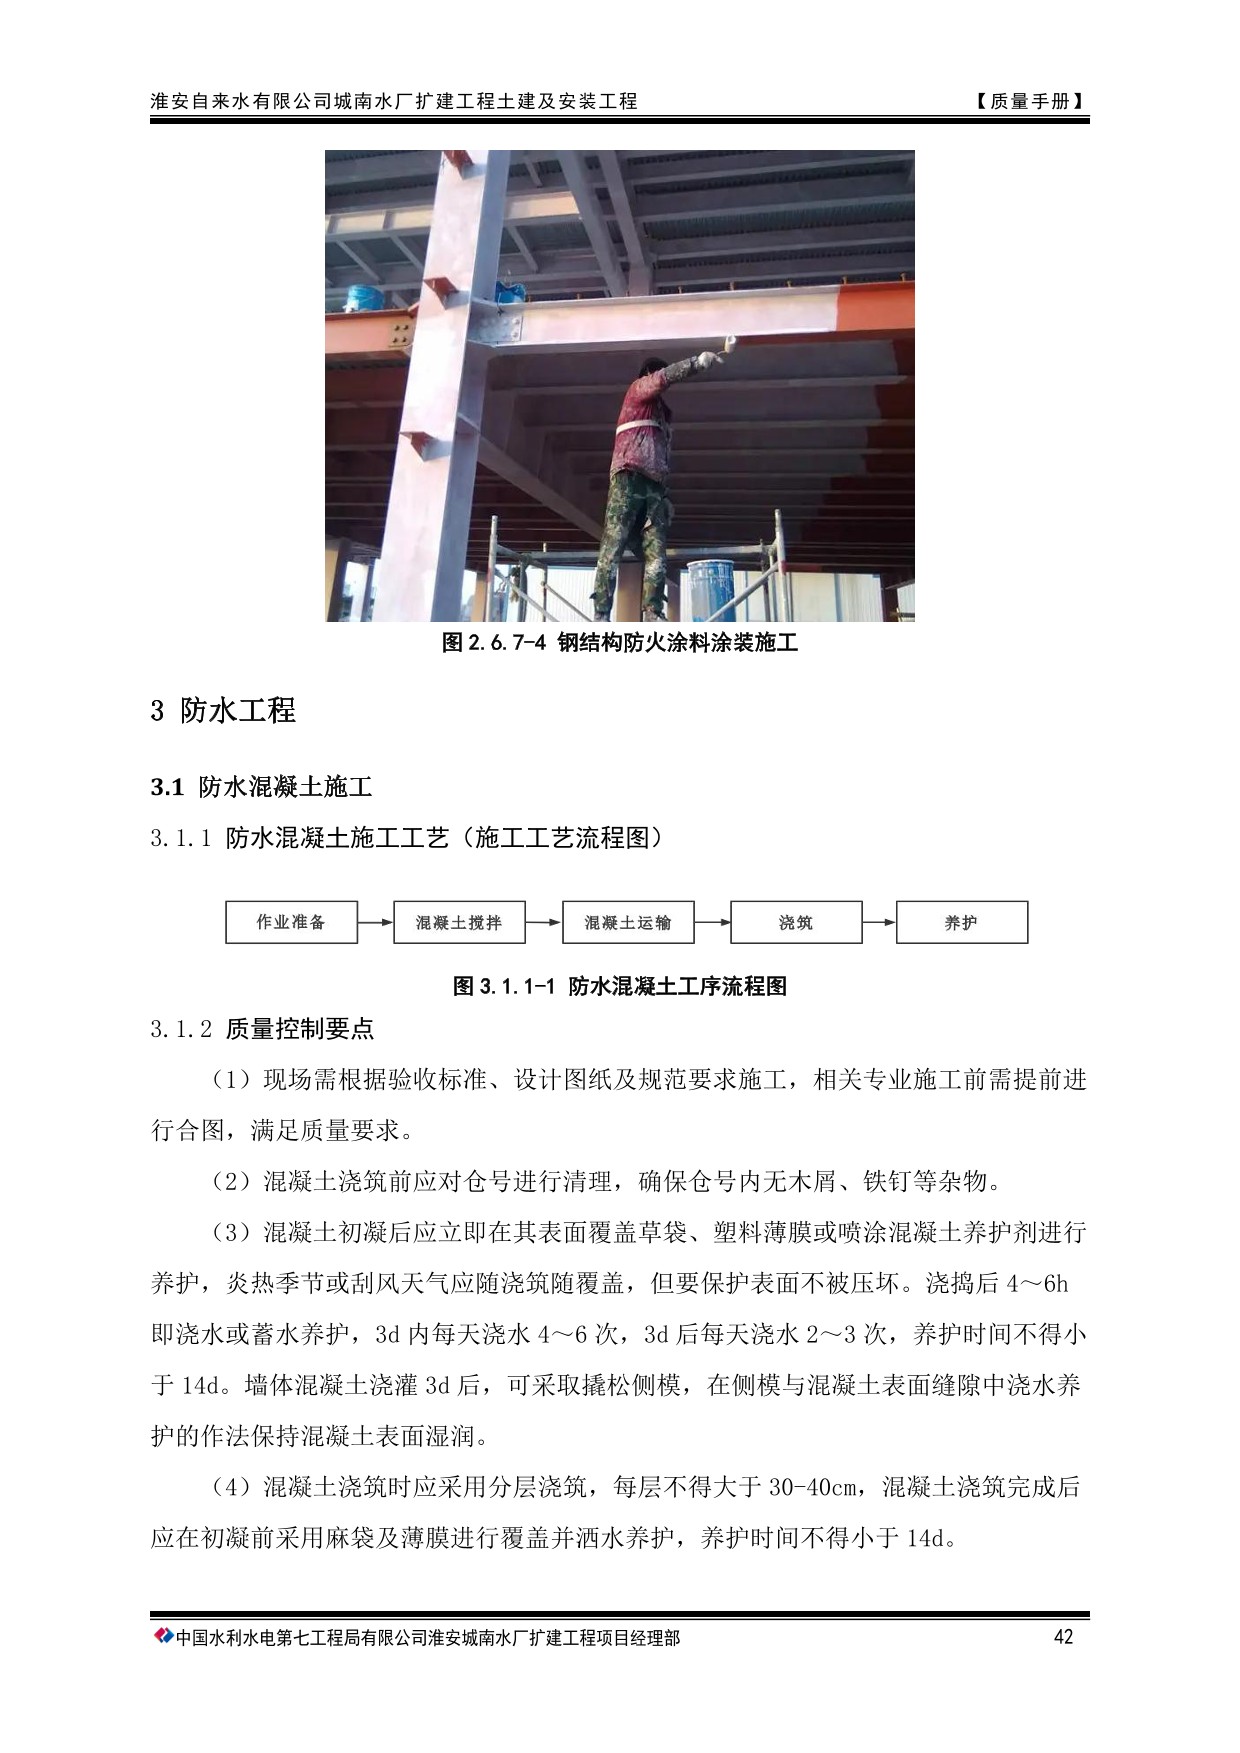 淮安自来水有限公司城南水厂扩建工程土建及安装工程 【质量手册】
图 2.6.7-4 钢结构防火涂料涂装施工
3 防水工程
3.1 防水混凝土施工
3.1.1 防水混凝土施工工艺（施工工艺流程图）
作业准备 混凝土搅拌 混凝土运输 浇筑 养护
图 3.1.1-1 防水混凝土工序流程图
3.1.2 质量控制要点
（1）现场需根据验收标准、设计图纸及规范要求施工，相关专业施工前需提前进
行合图，满足质量要求。
（2）混凝土浇筑前应对仓号进行清理，确保仓号内无木屑、铁钉等杂物。
（3）混凝土初凝后应立即在其表面覆盖草袋、塑料薄膜或喷涂混凝土养护剂进行
养护，炎热季节或刮风天气应随浇筑随覆盖，但要保护表面不被压坏。浇捣后 4～6h
即浇水或蓄水养护，3d 内每天浇水 4～6 次，3d 后每天浇水 2～3 次，养护时间不得小
于 14d。墙体混凝土浇灌 3d 后，可采取撬松侧模，在侧模与混凝土表面缝隙中浇水养
护的作法保持混凝土表面湿润。
（4）混凝土浇筑时应采用分层浇筑，每层不得大于 30-40cm，混凝土浇筑完成后
应在初凝前采用麻袋及薄膜进行覆盖并洒水养护，养护时间不得小于 14d。
中国水利水电第七工程局有限公司淮安城南水厂扩建工程项目经理部 42